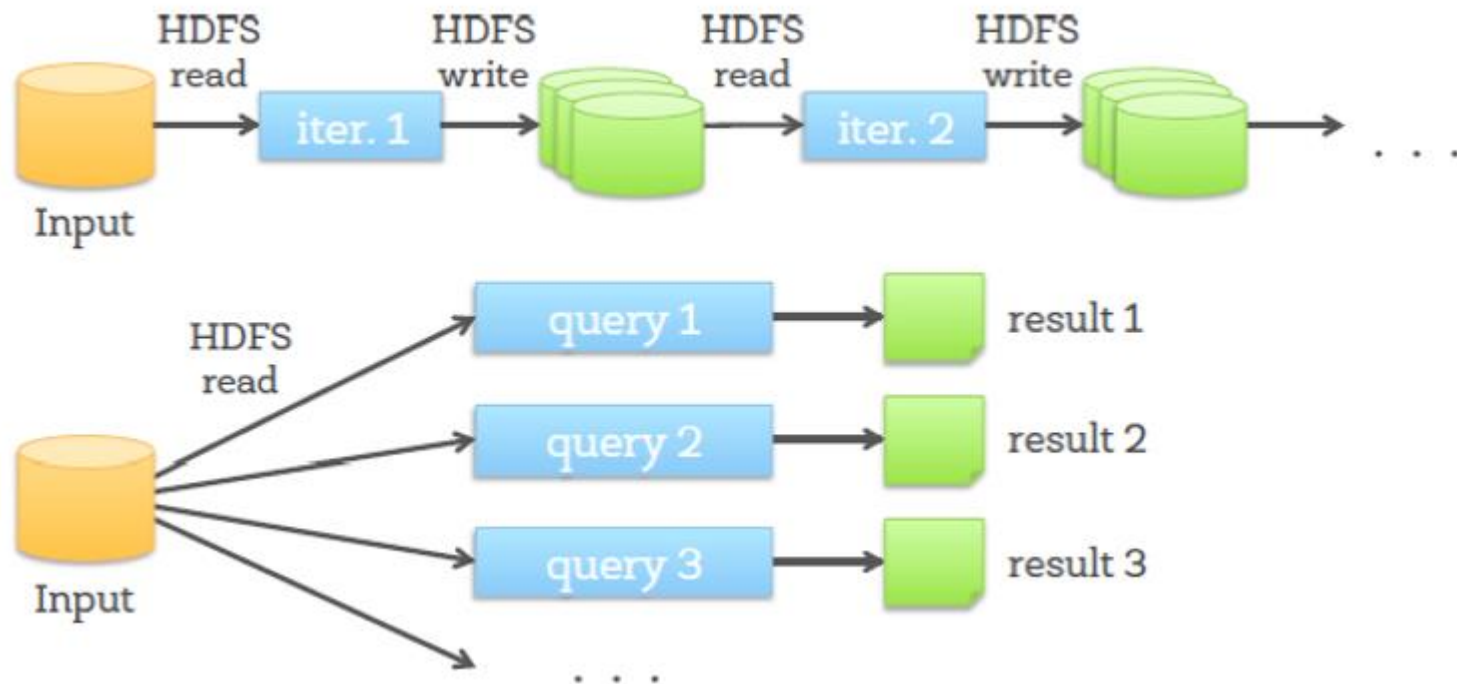 HDFS
read
HDFS
write
HDFS
read
HDFS
write
iter. 1
iter. 2
. . .
Input
HDFS
read
query 1
result 1
query 2
result 2
query 3
result 3
Input
. . .